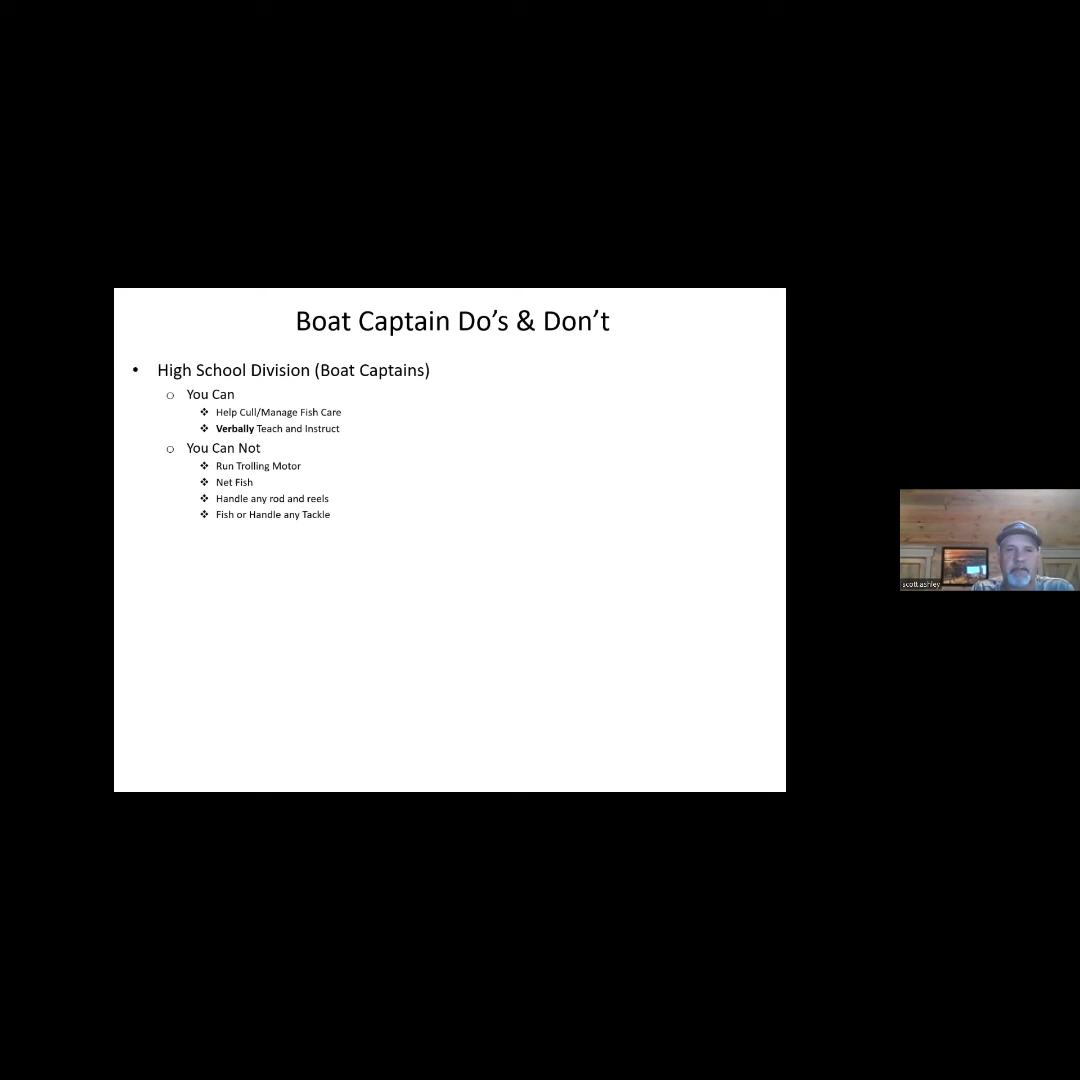 Boat Captain Do’s & Don’t
• High School Division (Boat Captains)
o You Can
❖ Help Cull/Manage Fish Care
❖ Verbally Teach and Instruct
o You Can Not
❖ Run Trolling Motor
❖ Net Fish
❖ Handle any rod and reels
❖ Fish or Handle any Tackle
scott.ashley